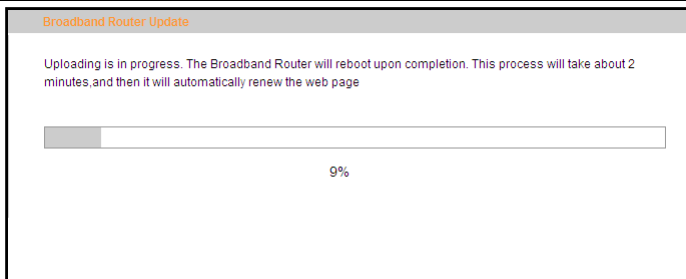 Broadband Router Update
Uploading is in progress. The Broadband Router will reboot upon completion. This process will take about 2
minutes,and then it will automatically renew the web page
9%